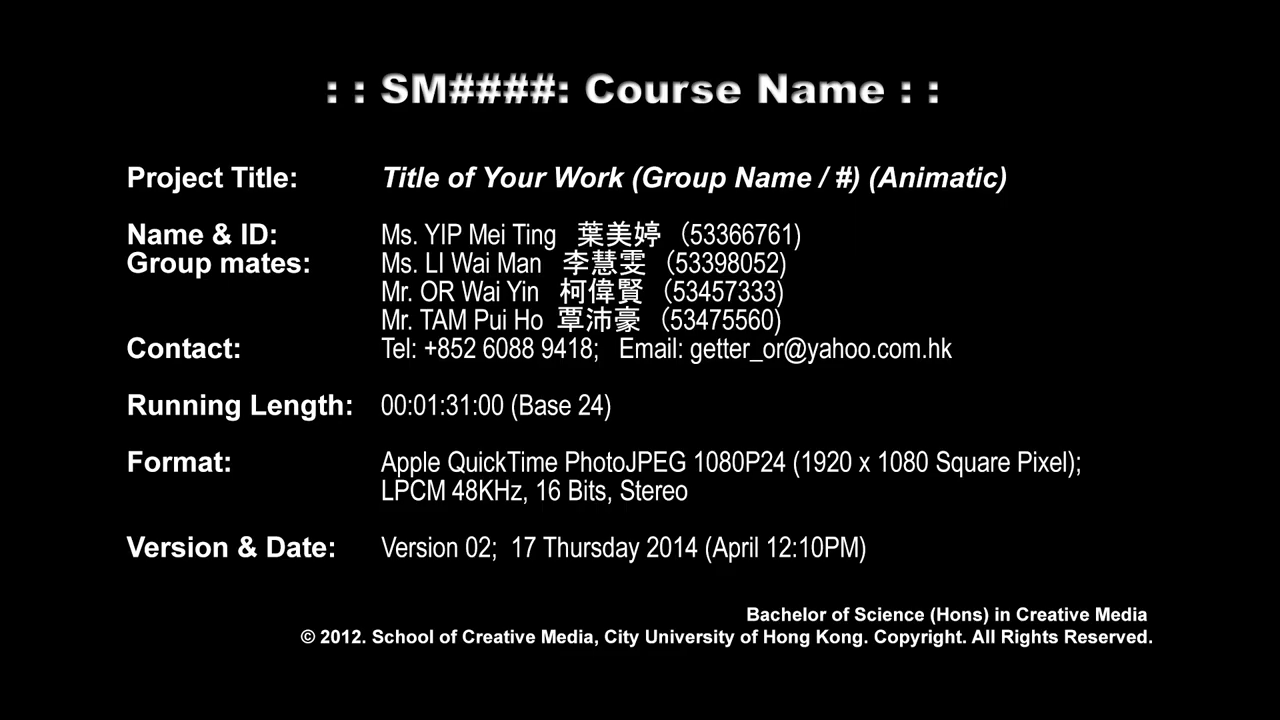 : : SM####: Course Name : :
Project Title: Title of Your Work (Group Name / #) (Animatic)
Name & ID: Ms. YIP Mei Ting 葉美婷 （53366761)
Group mates: Ms. LI Wai Man 李慧雯 （53398052)
Mr. OR Wai Yin 柯偉賢 （53457333)
Mr. TAM Pui Ho 覃沛豪 （53475560)
Contact: Tel: +852 6088 9418; Email: getter_or@yahoo.com.hk
Running Length: 00:01:31:00 (Base 24)
Format: Apple QuickTime PhotoJPEG 1080P24 (1920 x 1080 Square Pixel);
LPCM 48KHz, 16 Bits, Stereo
Version & Date: Version 02; 17 Thursday 2014 (April 12:10PM)
Bachelor of Science (Hons) in Creative Media
© 2012. School of Creative Media, City University of Hong Kong. Copyright. All Rights Reserved.